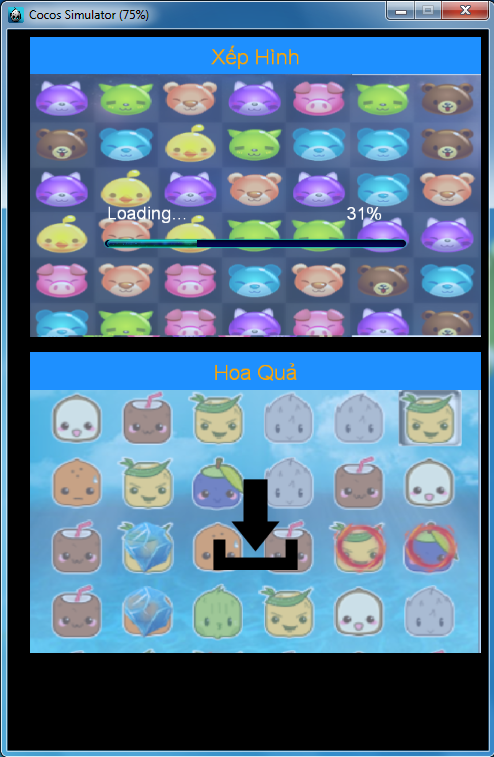 Cocos Simulator (75%)
Xếp Hình
Loading... 31%
Hoa Quả